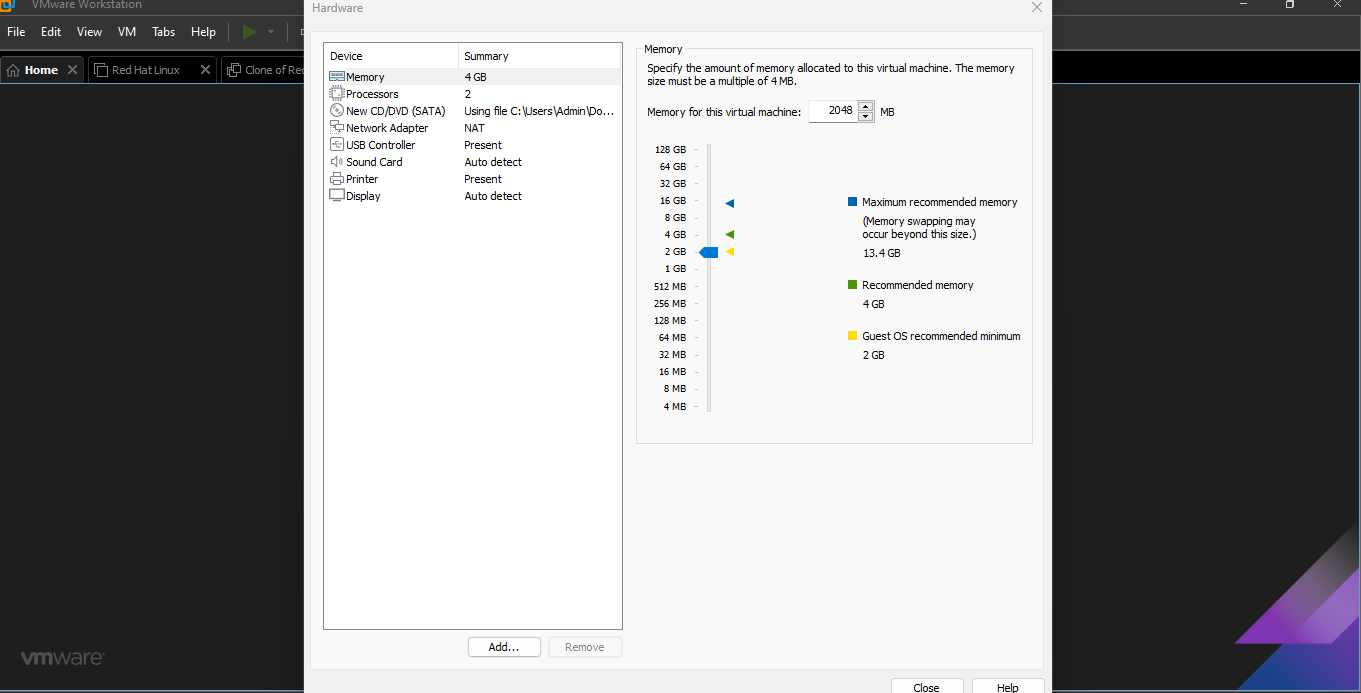 VMware Workstation
Hardware
File Edit View VM Tabs Help
Home
Red Hat Linux
Clone of Rec
Device Summary
Memory 4 GB
Processors 2
New CD/DVD (SATA) Using file C:\Users\Admin\Do...
Network Adapter NAT
USB Controller Present
Sound Card Auto detect
Printer Present
Display Auto detect
Add...
Remove
Memory
Specify the amount of memory allocated to this virtual machine. The memory
size must be a multiple of 4 MB.
Memory for this virtual machine: 2048 MB
128 GB
64 GB
32 GB
16 GB
8 GB
4 GB
2 GB
1 GB
512 MB
256 MB
128 MB
64 MB
32 MB
16 MB
8 MB
4 MB
Maximum recommended memory
(Memory swapping may
occur beyond this size.)
13.4 GB
Recommended memory
4 GB
Guest OS recommended minimum
2 GB
Close
Help
vmware